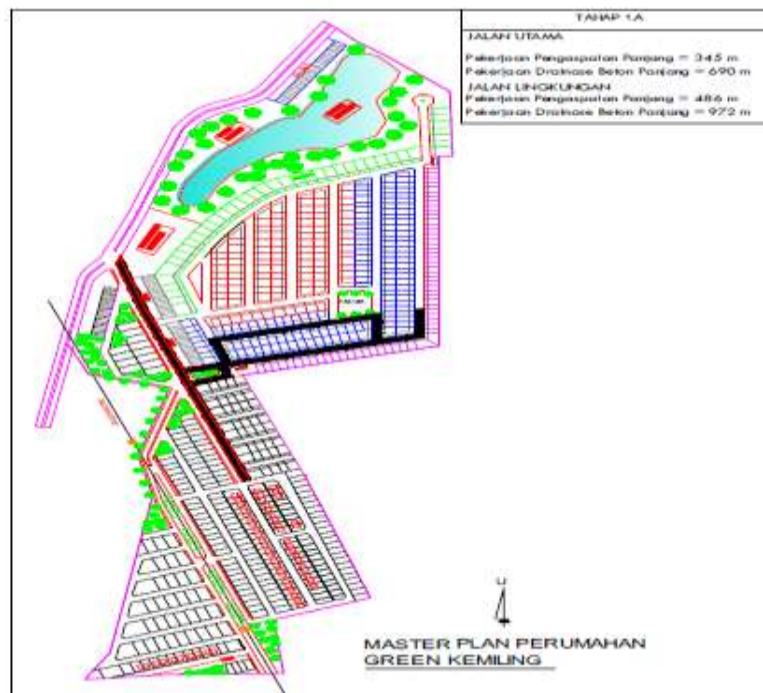 TAHAP 1.A
JALAN UTAMA
Pekerjaan Pengaspalan Panjang = 345 m
Pekerjaan Drainase Beton Panjang = 690 m
JALAN LINGKUNGAN
Pekerjaan Pengaspalan Panjang = 486 m
Pekerjaan Drainase Beton Panjang = 972 m
U
MASTER PLAN PERUMAHAN
GREEN KEMILING